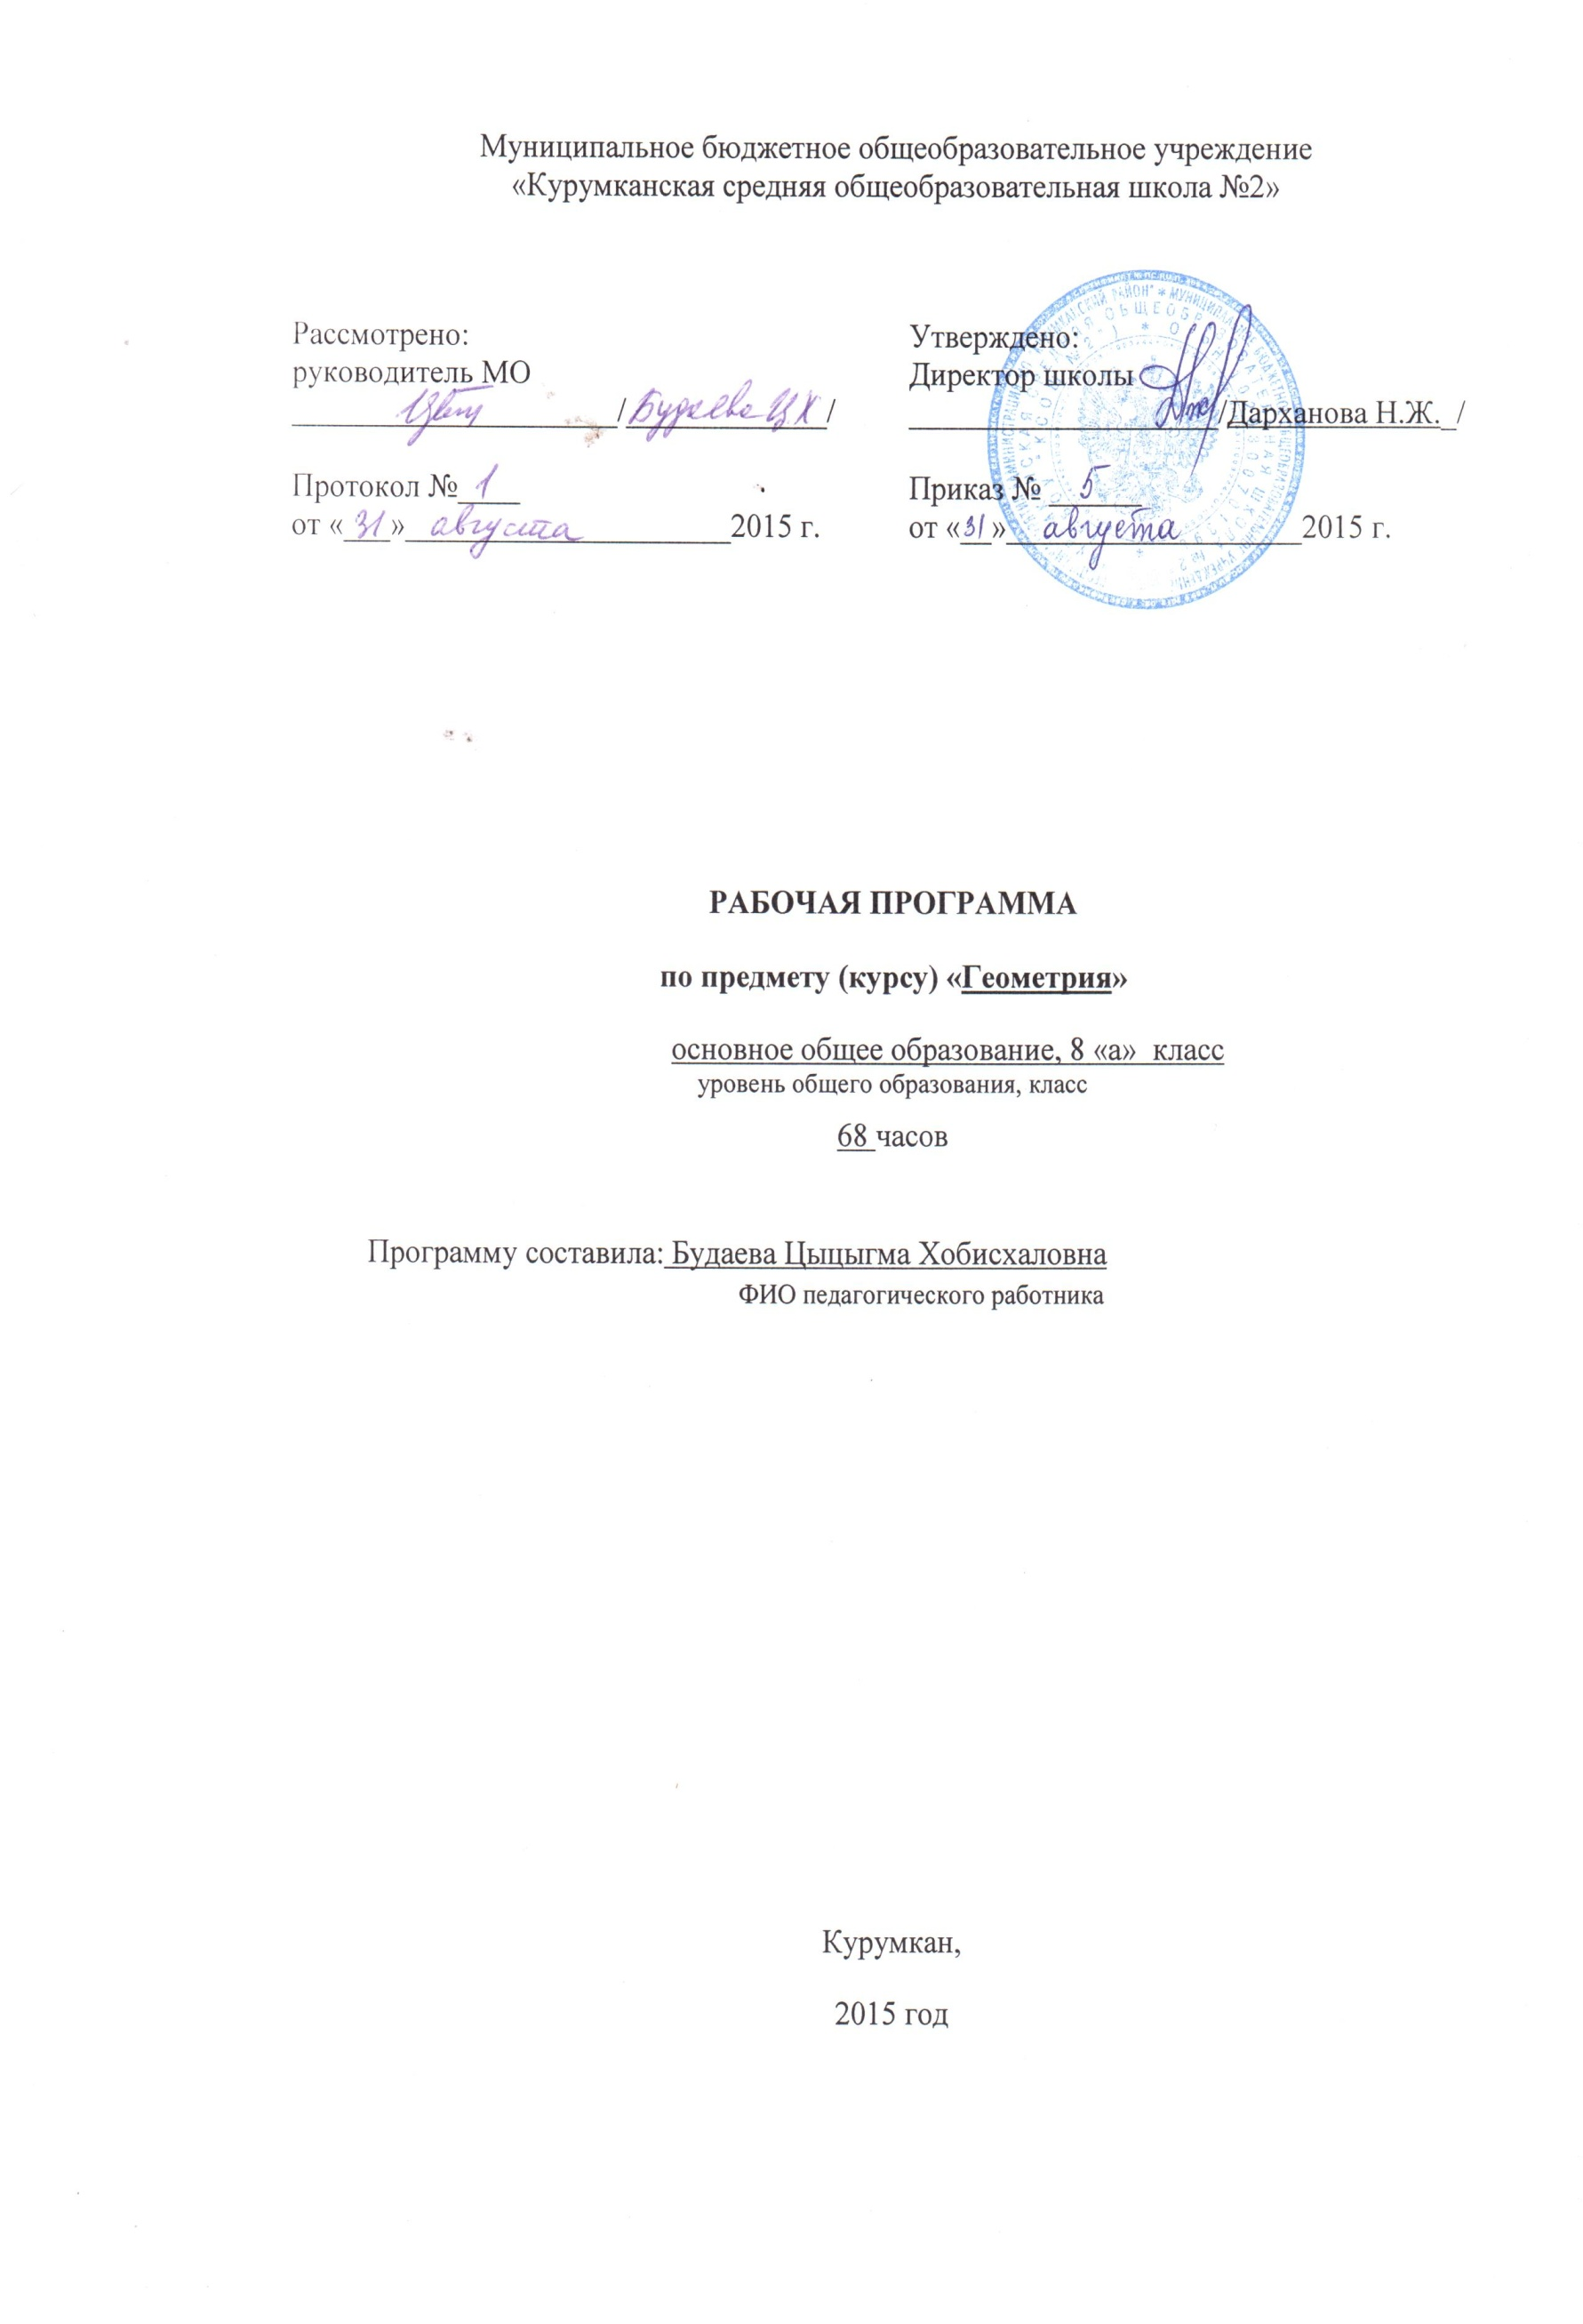 Муниципальное бюджетное общеобразовательное учреждение
«Курумканская средняя общеобразовательная школа №2»
Рассмотрено:
руководитель МО
/ Будаева Ц.Х /
Протокол № 1
от « 31 » августа 2015 г.
Утверждено:
Директор школы
/Дарханова Н.Ж. /
Приказ № 5
от «31» августа 2015 г.
РАБОЧАЯ ПРОГРАММА
по предмету (курсу) «Геометрия»
основное общее образование, 8 «а» класс
уровень общего образования, класс
68 часов
Программу составила: Будаева Цыцыгма Хобисхаловна
ФИО педагогического работника
Курумкан,
2015 год